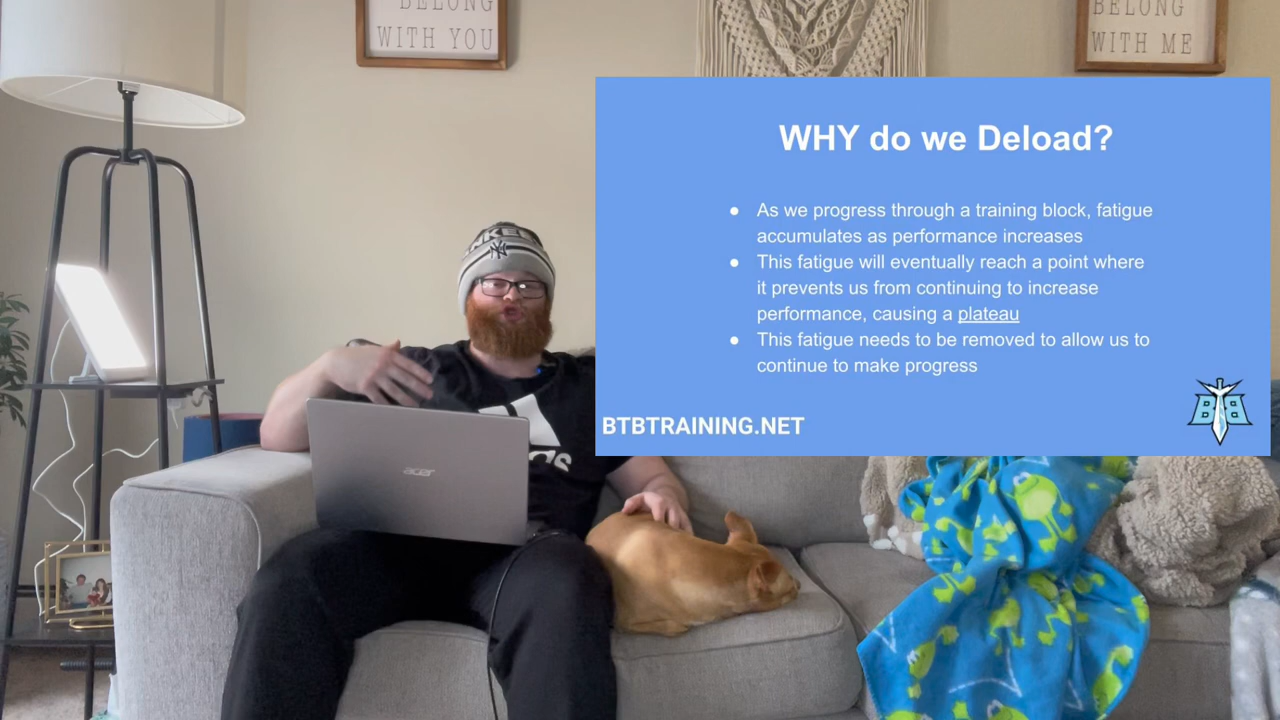 BELONG
WITH YOU
BELONG
WITH ME
WHY do we Deload?
● As we progress through a training block, fatigue
accumulates as performance increases
● This fatigue will eventually reach a point where
it prevents us from continuing to increase
performance, causing a plateau
● This fatigue needs to be removed to allow us to
continue to make progress
BTBTRAINING.NET
BTB
NY
acer